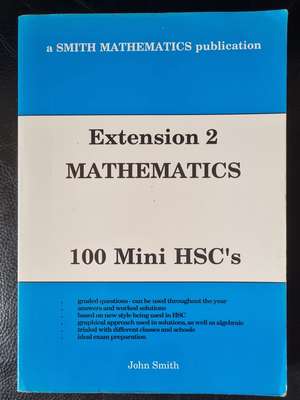 a SMITH MATHEMATICS publication
Extension 2
MATHEMATICS
100 Mini HSC's
graded questions - can be used throughout the year
answers and worked solutions
based on new style being used in HSC
graphical approach used in solutions, as well as algebraic
trialed with different classes and schools
ideal exam preparation.
John Smith